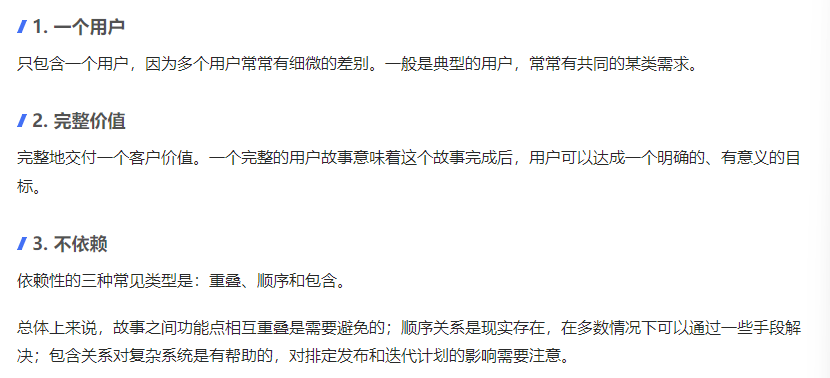 1. 一个用户
只包含一个用户，因为多个用户常常有细微的差别。一般是典型的用户，常常有共同的某类需求。
2. 完整价值
完整地交付一个客户价值。一个完整的用户故事意味着这个故事完成后，用户可以达成一个明确的、有意义的目
标。
3. 不依赖
依赖性的三种常见类型是：重叠、顺序和包含。
总体上来说，故事之间功能点相互重叠是需要避免的；顺序关系是现实存在，在多数情况下可以通过一些手段解
决；包含关系对复杂系统是有帮助的，对排定发布和迭代计划的影响需要注意。